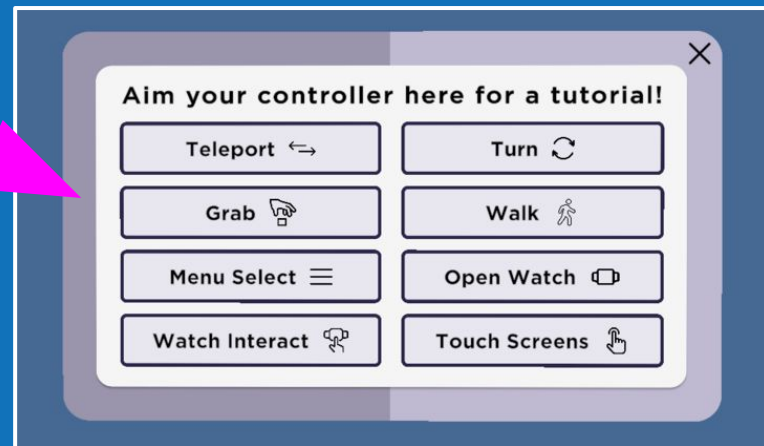 Aim your controller here for a tutorial!
Teleport
Turn
Grab
Walk
Menu Select
Open Watch
Watch Interact
Touch Screens